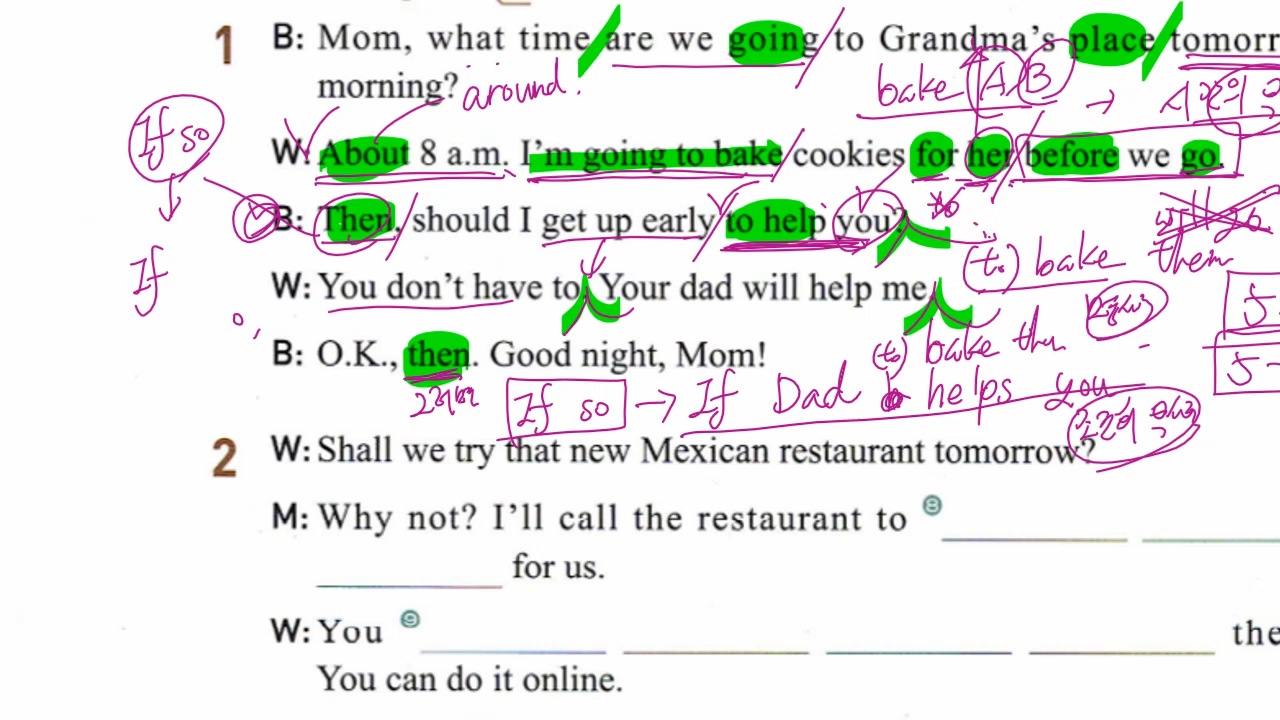 1 B: Mom, what time are we going to Grandma's place tomorr
morning? around.
bake A B →
If so
W: About 8 a.m. I'm going to bake cookies for her before we go.
B: Then, should I get up early to help you?
(to) bake them
If
W: You don't have to. Your dad will help me.
(to) bake
B: O.K., then. Good night, Mom!
If so → If Dad helps you
2 W: Shall we try that new Mexican restaurant tomorrow?
M: Why not? I'll call the restaurant to ⑧
for us.
W: You ⑨ the
You can do it online.